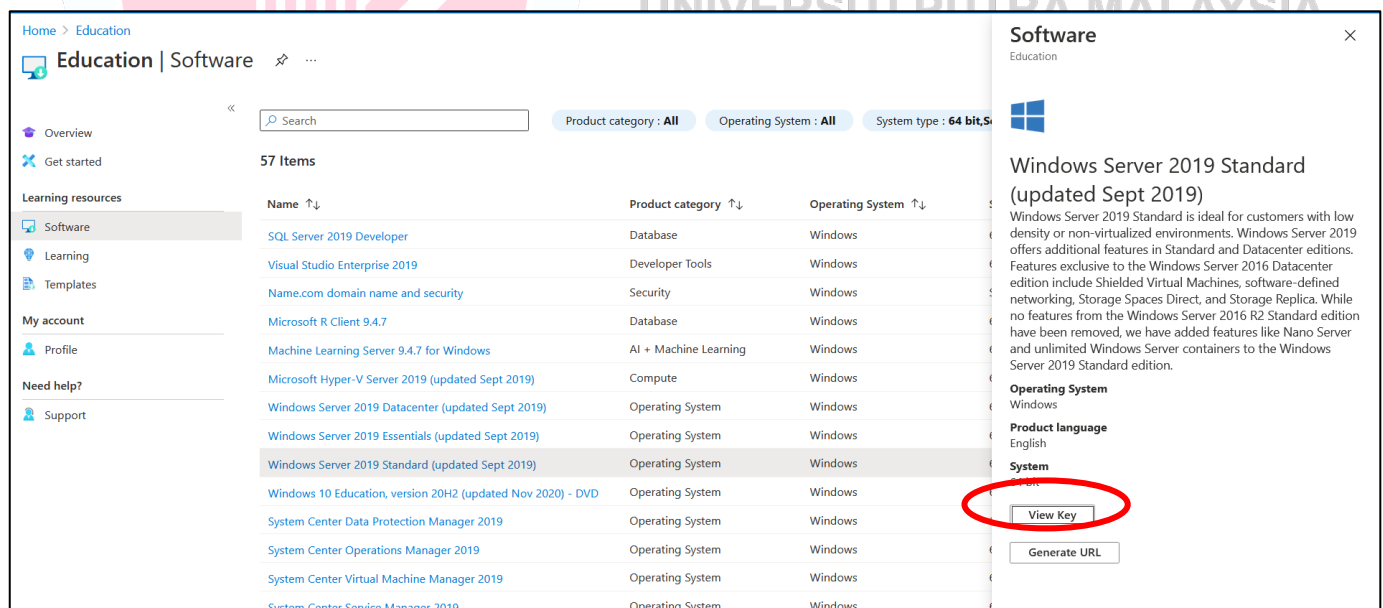 UNIVERSITI PUTRA MALAYSIA
Home > Education
Education | Software
Overview
Get started
Learning resources
Software
Learning
Templates
My account
Profile
Need help?
Support
Search
Product category : All
Operating System : All
System type : 64 bit,
57 Items
Name Product category Operating System
SQL Server 2019 Developer Database Windows
Visual Studio Enterprise 2019 Developer Tools Windows
Name.com domain name and security Security Windows
Microsoft R Client 9.4.7 Database Windows
Machine Learning Server 9.4.7 for Windows AI + Machine Learning Windows
Microsoft Hyper-V Server 2019 (updated Sept 2019) Compute Windows
Windows Server 2019 Datacenter (updated Sept 2019) Operating System Windows
Windows Server 2019 Essentials (updated Sept 2019) Operating System Windows
Windows Server 2019 Standard (updated Sept 2019) Operating System Windows
Windows 10 Education, version 20H2 (updated Nov 2020) - DVD Operating System Windows
System Center Data Protection Manager 2019 Operating System Windows
System Center Operations Manager 2019 Operating System Windows
System Center Virtual Machine Manager 2019 Operating System Windows
System Center Service Manager 2019 Operating System Windows
Software
Education
Windows Server 2019 Standard
(updated Sept 2019)
Windows Server 2019 Standard is ideal for customers with low
density or non-virtualized environments. Windows Server 2019
offers additional features in Standard and Datacenter editions.
Features exclusive to the Windows Server 2016 Datacenter
edition include Shielded Virtual Machines, software-defined
networking, Storage Spaces Direct, and Storage Replica. While
no features from the Windows Server 2016 R2 Standard edition
have been removed, we have added features like Nano Server
and unlimited Windows Server containers to the Windows
Server 2019 Standard edition.
Operating System
Windows
Product language
English
System
64 bit
View Key
Generate URL